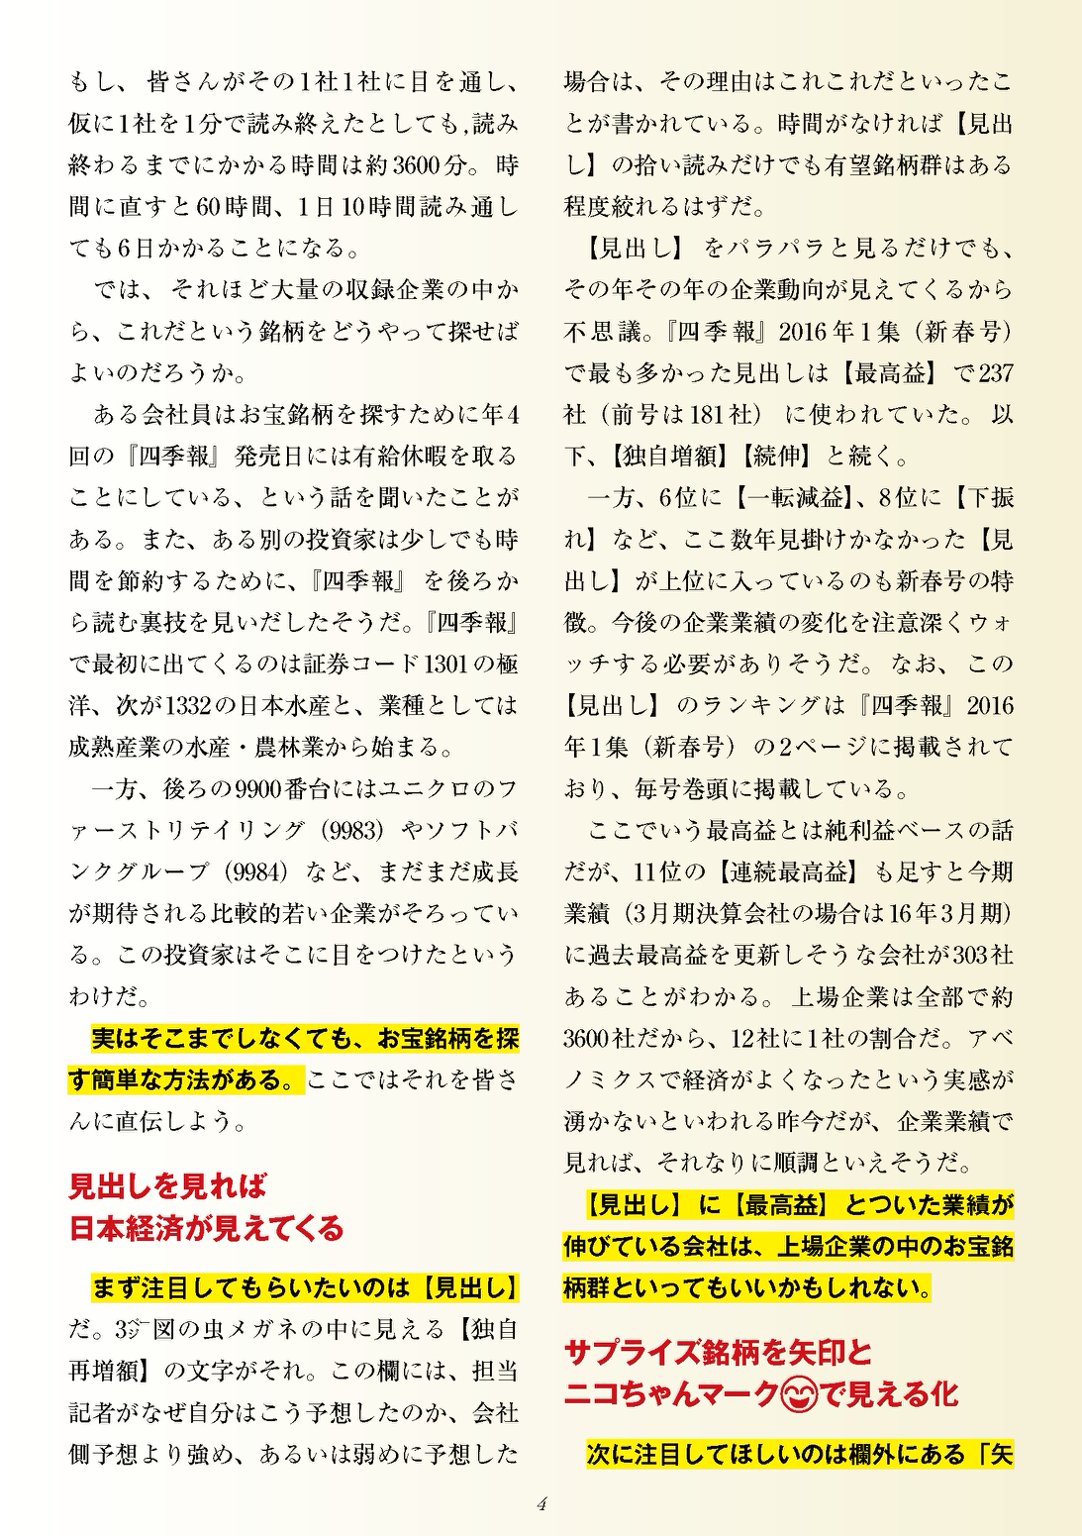 もし、 皆さんがその1社1社に目を通し、
仮に1社を1分で読み終えたとしても,読み
終わるまでにかかる時間は約3600分。時
間に直すと60時間、1日10時間読み通し
ても6日かかることになる。
では、 それほど大量の収録企業の中か
ら、これだという銘柄をどうやって探せば
よいのだろうか。
ある会社員はお宝銘柄を探すために年4
回の『四季報』発売日には有給休暇を取る
ことにしている、という話を聞いたことが
ある。また、ある別の投資家は少しでも時
間を節約するために、『四季報』 を後ろか
ら読む裏技を見いだしたそうだ。『四季報』
で最初に出てくるのは証券コード1301の極
洋、次が1332の日本水産と、業種としては
成熟産業の水産・農林業から始まる。
一方、後ろの9900番台にはユニクロのフ
ァーストリテイリング（9983）やソフトバ
ンクグループ（9984）など、まだまだ成長
が期待される比較的若い企業がそろってい
る。この投資家はそこに目をつけたという
わけだ。
実はそこまでしなくても、お宝銘柄を探
す簡単な方法がある。ここではそれを皆さ
んに直伝しよう。
見出しを見れば
日本経済が見えてくる
まず注目してもらいたいのは【見出し】
だ。3㌻図の虫メガネの中に見える【独自
再増額】の文字がそれ。この欄には、担当
記者がなぜ自分はこう予想したのか、会社
側予想より強め、あるいは弱めに予想した
場合は、その理由はこれこれだといったこ
とが書かれている。時間がなければ【見出
し】の拾い読みだけでも有望銘柄群はある
程度絞れるはずだ。
【見出し】 をパラパラと見るだけでも、
その年その年の企業動向が見えてくるから
不思議。『四季報』2016年1集（新春号）
で最も多かった見出しは【最高益】で237
社（前号は181社） に使われていた。以
下、【独自増額】【続伸】と続く。
一方、6位に【一転減益】、8位に【下振
れ】など、ここ数年見掛けかなかった【見
出し】が上位に入っているのも新春号の特
徴。今後の企業業績の変化を注意深くウォ
ッチする必要がありそうだ。なお、この
【見出し】のランキングは『四季報』2016
年1集（新春号）の2ページに掲載されて
おり、毎号巻頭に掲載している。
ここでいう最高益とは純利益ベースの話
だが、11位の【連続最高益】も足すと今期
業績（3月期決算会社の場合は16年3月期）
に過去最高益を更新しそうな会社が303社
あることがわかる。上場企業は全部で約
3600社だから、12社に1社の割合だ。アベ
ノミクスで経済がよくなったという実感が
湧かないといわれる昨今だが、企業業績で
見れば、それなりに順調といえそうだ。
【見出し】に【最高益】とついた業績が
伸びている会社は、上場企業の中のお宝銘
柄群といってもいいかもしれない。
サプライズ銘柄を矢印と
ニコちゃんマークで見える化
次に注目してほしいのは欄外にある「矢
4